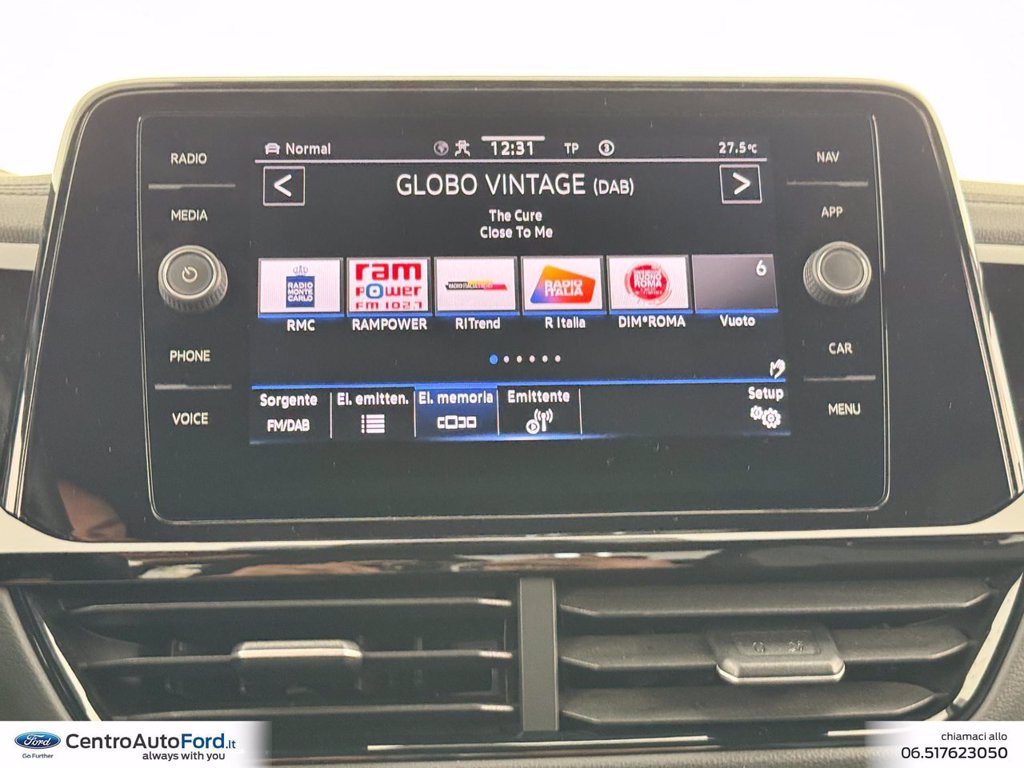 RADIO
MEDIA
PHONE
VOICE
NAV
APP
CAR
MENU
Normal
12:31
TP
3
27.5°C
<
GLOBO VINTAGE (DAB)
>
The Cure
Close To Me
RADIO MONTE CARLO
ram
POWER
FM 102.7
RADIO
ITALIA
BUONO
ROMA
6
RMC
RAMPOWER
RITrend
R Italia
DIM*ROMA
Vuoto
Sorgente
FM/DAB
El. emitten.
El. memoria
Emittente
Setup
Ford
Go Further
CentroAutoFord.it
always with you
chiamaci allo
06.517623050